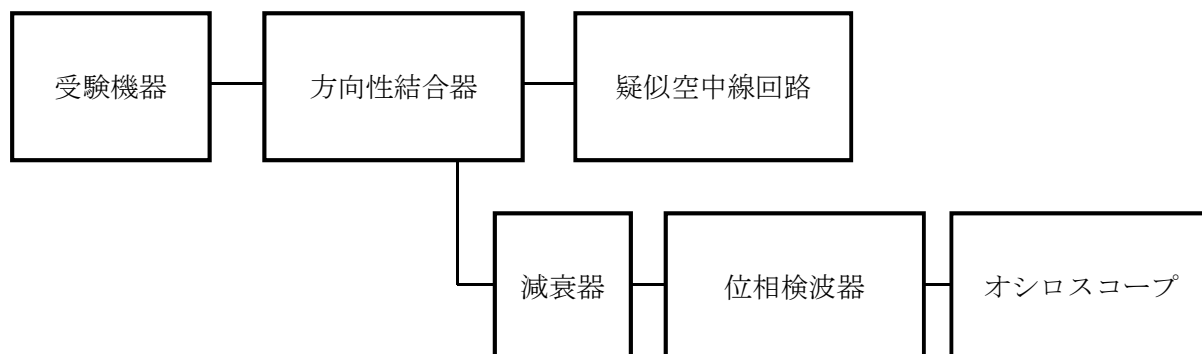 受験機器
方向性結合器
疑似空中線回路
減衰器
位相検波器
オシロスコープ